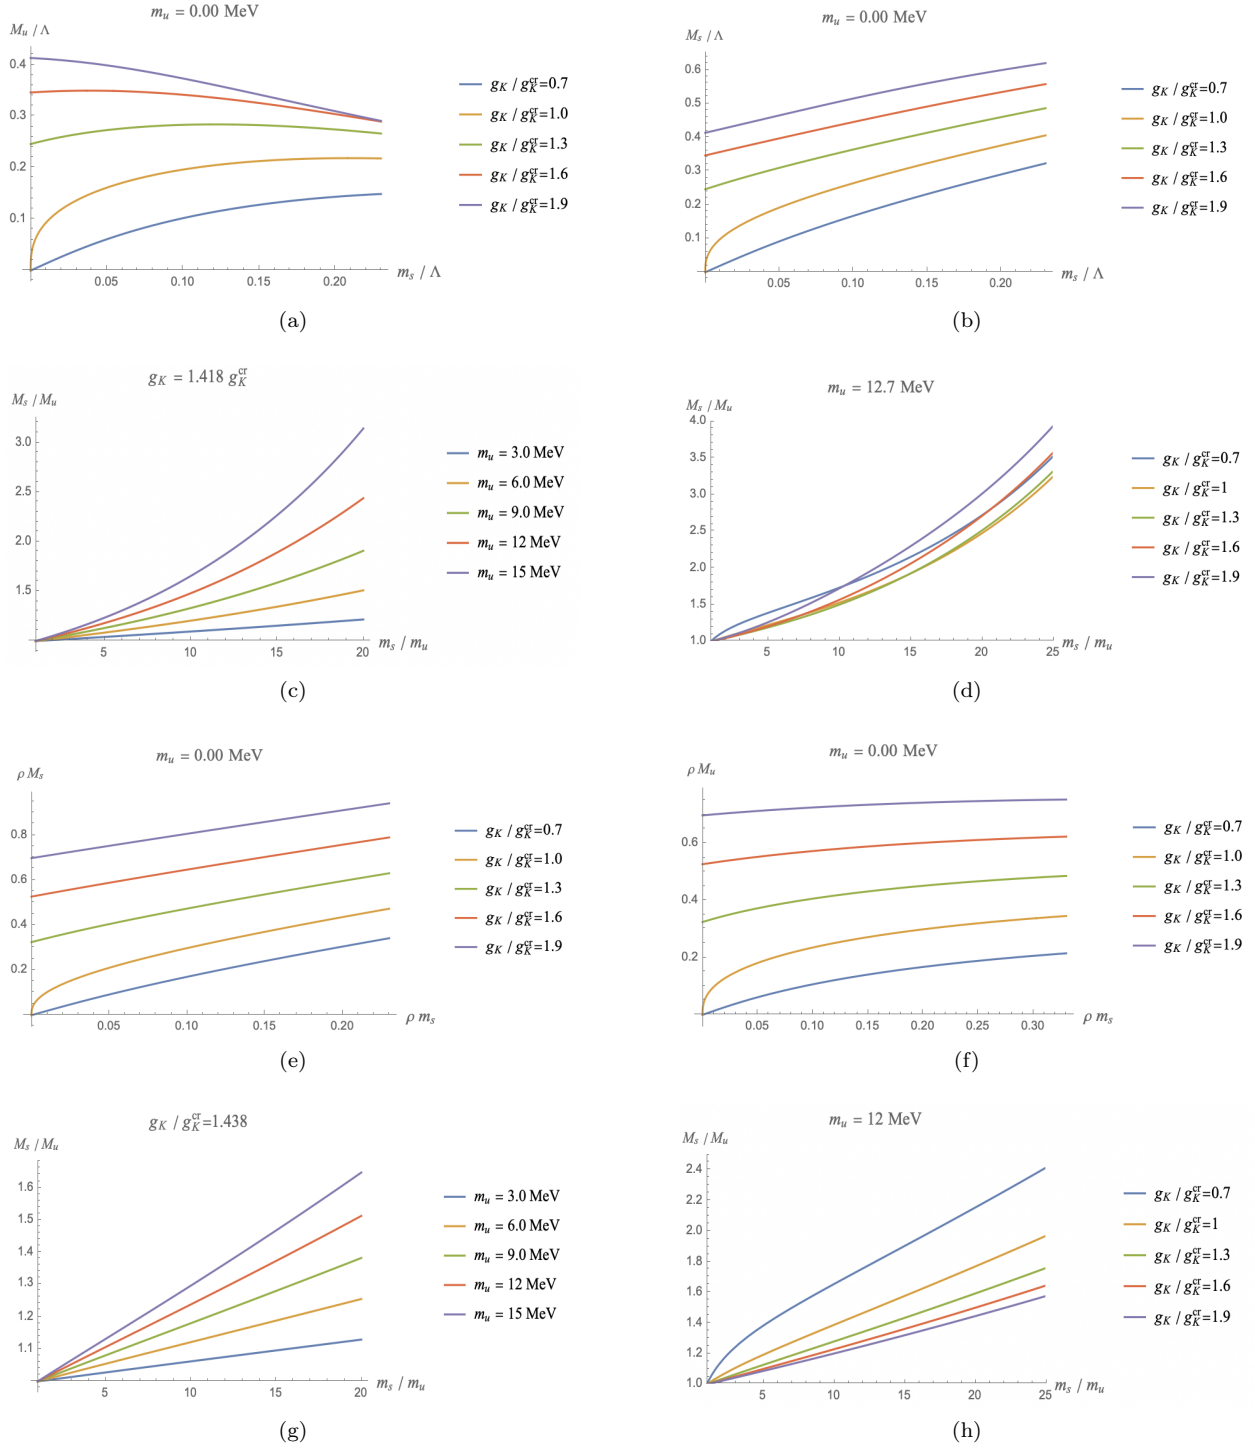 m_u = 0.00 MeV
M_u / Λ
0.4
0.3
0.2
0.1
0.05 0.10 0.15 0.20
m_s / Λ
g_K / g_K^cr=0.7
g_K / g_K^cr=1.0
g_K / g_K^cr=1.3
g_K / g_K^cr=1.6
g_K / g_K^cr=1.9
(a)
m_u = 0.00 MeV
M_s / Λ
0.6
0.5
0.4
0.3
0.2
0.1
0.05 0.10 0.15 0.20
m_s / Λ
g_K / g_K^cr=0.7
g_K / g_K^cr=1.0
g_K / g_K^cr=1.3
g_K / g_K^cr=1.6
g_K / g_K^cr=1.9
(b)
g_K = 1.418 g_K^cr
M_s / M_u
3.0
2.5
2.0
1.5
5 10 15 20
m_s / m_u
m_u = 3.0 MeV
m_u = 6.0 MeV
m_u = 9.0 MeV
m_u = 12 MeV
m_u = 15 MeV
(c)
m_u = 12.7 MeV
M_s / M_u
4.0
3.5
3.0
2.5
2.0
1.5
1.0
5 10 15 20 25
m_s / m_u
g_K / g_K^cr=0.7
g_K / g_K^cr=1
g_K / g_K^cr=1.3
g_K / g_K^cr=1.6
g_K / g_K^cr=1.9
(d)
m_u = 0.00 MeV
ρ M_s
0.8
0.6
0.4
0.2
0.05 0.10 0.15 0.20
ρ m_s
g_K / g_K^cr=0.7
g_K / g_K^cr=1.0
g_K / g_K^cr=1.3
g_K / g_K^cr=1.6
g_K / g_K^cr=1.9
(e)
m_u = 0.00 MeV
ρ M_u
0.6
0.4
0.2
0.05 0.10 0.15 0.20 0.25 0.30
ρ m_s
g_K / g_K^cr=0.7
g_K / g_K^cr=1.0
g_K / g_K^cr=1.3
g_K / g_K^cr=1.6
g_K / g_K^cr=1.9
(f)
g_K / g_K^cr=1.438
M_s / M_u
1.6
1.5
1.4
1.3
1.2
1.1
5 10 15 20
m_s / m_u
m_u = 3.0 MeV
m_u = 6.0 MeV
m_u = 9.0 MeV
m_u = 12 MeV
m_u = 15 MeV
(g)
m_u = 12 MeV
M_s / M_u
2.4
2.2
2.0
1.8
1.6
1.4
1.2
1.0
5 10 15 20 25
m_s / m_u
g_K / g_K^cr=0.7
g_K / g_K^cr=1
g_K / g_K^cr=1.3
g_K / g_K^cr=1.6
g_K / g_K^cr=1.9
(h)